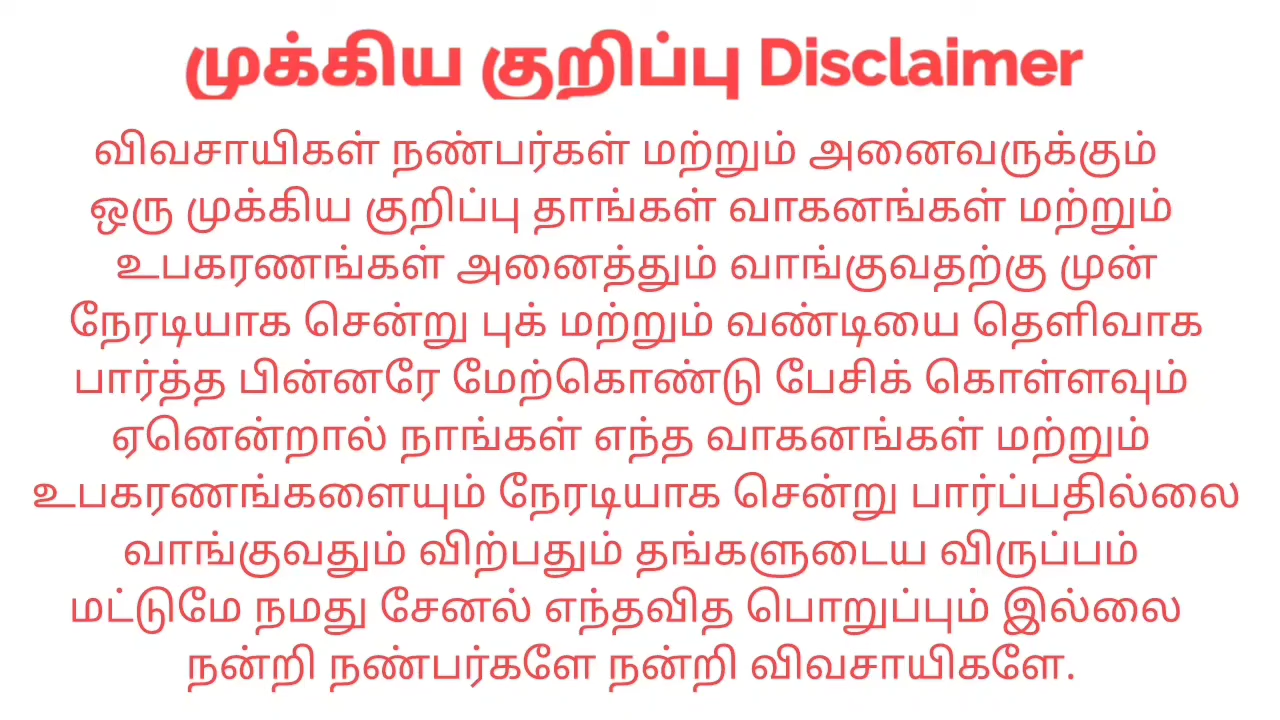 முக்கிய குறிப்பு Disclaimer
விவசாயிகள் நண்பர்கள் மற்றும் அனைவருக்கும்
ஒரு முக்கிய குறிப்பு தாங்கள் வாகனங்கள் மற்றும்
உபகரணங்கள் அனைத்தும் வாங்குவதற்கு முன்
நேரடியாக சென்று புக் மற்றும் வண்டியை தெளிவாக
பார்த்த பின்னரே மேற்கொண்டு பேசிக் கொள்ளவும்
ஏனென்றால் நாங்கள் எந்த வாகனங்கள் மற்றும்
உபகரணங்களையும் நேரடியாக சென்று பார்ப்பதில்லை
வாங்குவதும் விற்பதும் தங்களுடைய விருப்பம்
மட்டுமே நமது சேனல் எந்தவித பொறுப்பும் இல்லை
நன்றி நண்பர்களே நன்றி விவசாயிகளே.